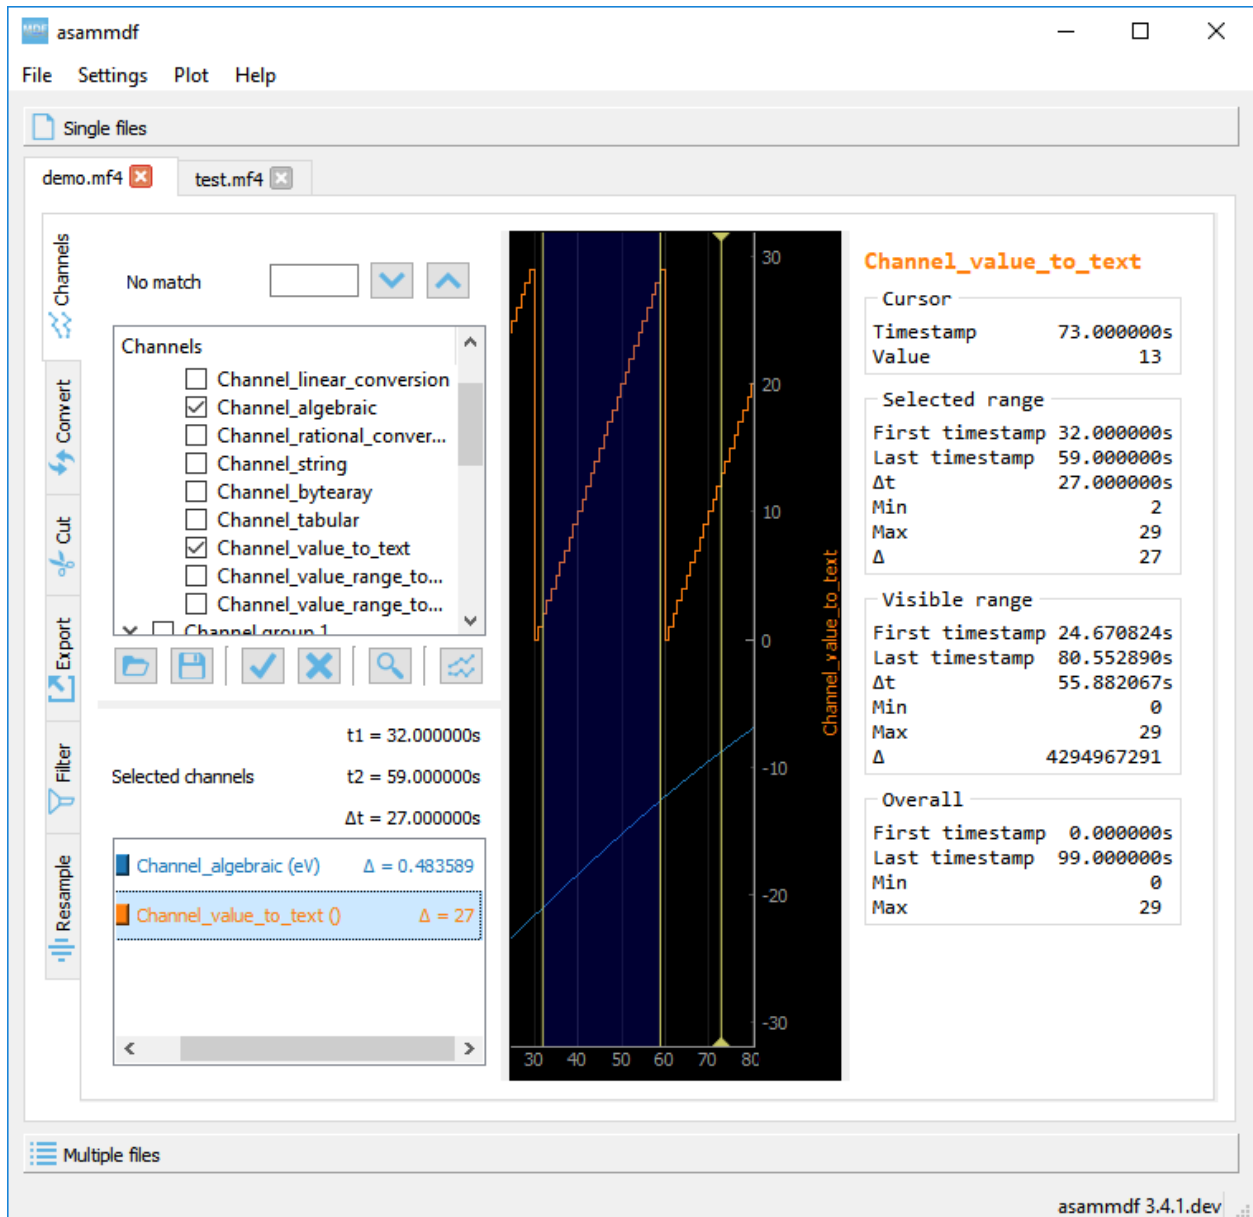 MDF asammdf
File Settings Plot Help
Single files
demo.mf4 test.mf4
Channels
Convert
Cut
Export
Filter
Resample
No match
Channels
Channel_linear_conversion
Channel_algebraic
Channel_rational_conver...
Channel_string
Channel_bytearay
Channel_tabular
Channel_value_to_text
Channel_value_range_to...
Channel_value_range_to...
Channel group 1
t1 = 32.000000s
Selected channels t2 = 59.000000s
Δt = 27.000000s
Channel_algebraic (eV) Δ = 0.483589
Channel_value_to_text () Δ = 27
30
20
10
0
-10
-20
-30
30 40 50 60 70 80
Channel_value_to_text
Channel_value_to_text
Cursor
Timestamp 73.000000s
Value 13
Selected range
First timestamp 32.000000s
Last timestamp 59.000000s
Δt 27.000000s
Min 2
Max 29
Δ 27
Visible range
First timestamp 24.670824s
Last timestamp 80.552890s
Δt 55.882067s
Min 0
Max 29
Δ 4294967291
Overall
First timestamp 0.000000s
Last timestamp 99.000000s
Min 0
Max 29
Multiple files
asammdf 3.4.1.dev